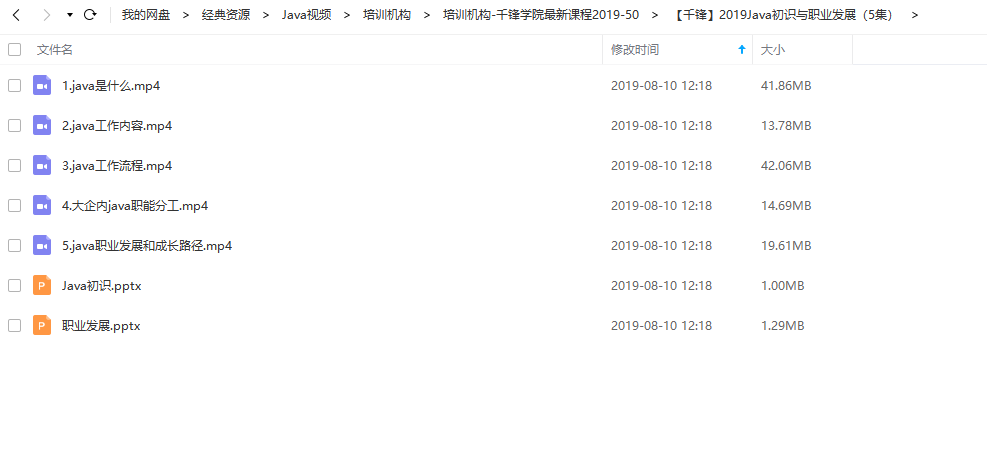 我的网盘 > 经典资源 > Java视频 > 培训机构 > 培训机构-千锋学院最新课程2019-50 > 【千锋】2019Java初识与职业发展（5集） >
文件名 修改时间 大小
1.java是什么.mp4 2019-08-10 12:18 41.86MB
2.java工作内容.mp4 2019-08-10 12:18 13.78MB
3.java工作流程.mp4 2019-08-10 12:18 42.06MB
4.大企内java职能分工.mp4 2019-08-10 12:18 14.69MB
5.java职业发展和成长路径.mp4 2019-08-10 12:18 19.61MB
P Java初识.pptx 2019-08-10 12:18 1.00MB
P 职业发展.pptx 2019-08-10 12:18 1.29MB